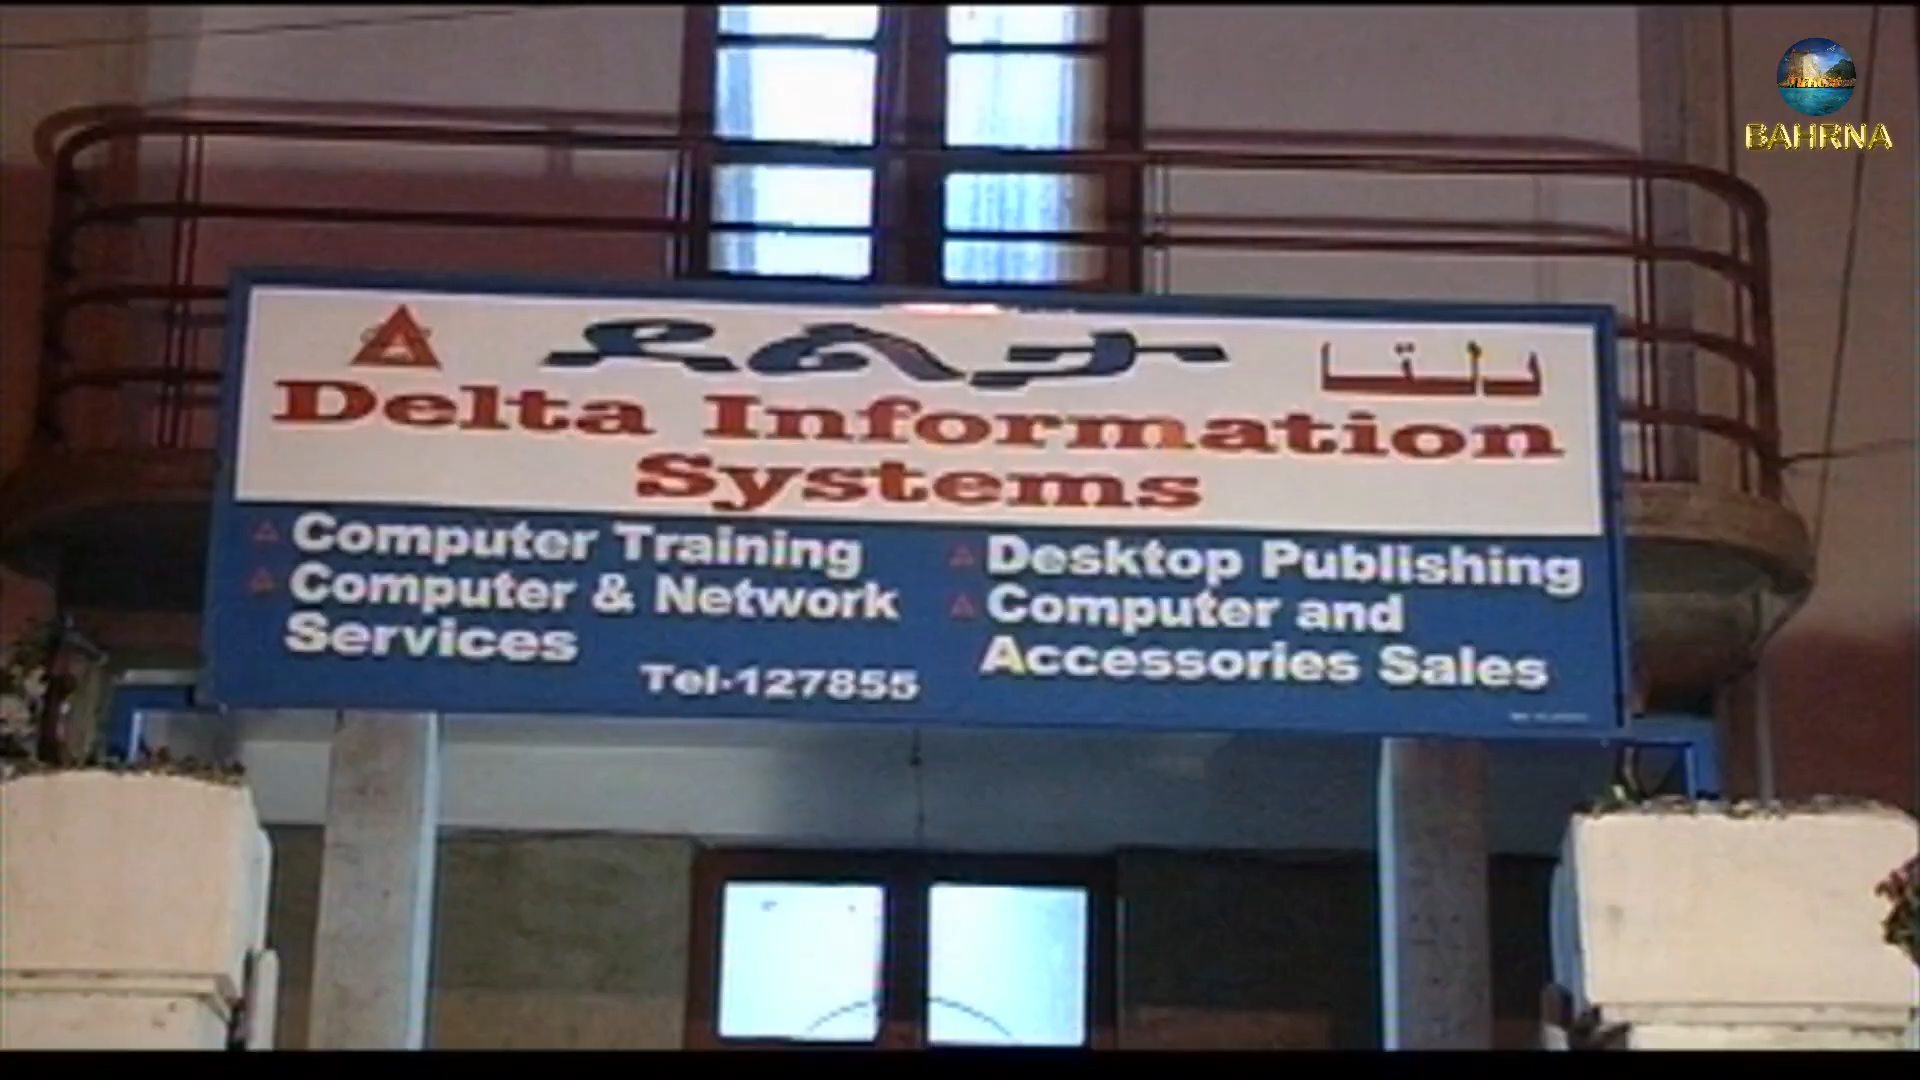 BAHRNA
ደልታ دلتا
Delta Information
Systems
Computer Training
Computer & Network
Services
Desktop Publishing
Computer and
Accessories Sales
Tel-127855